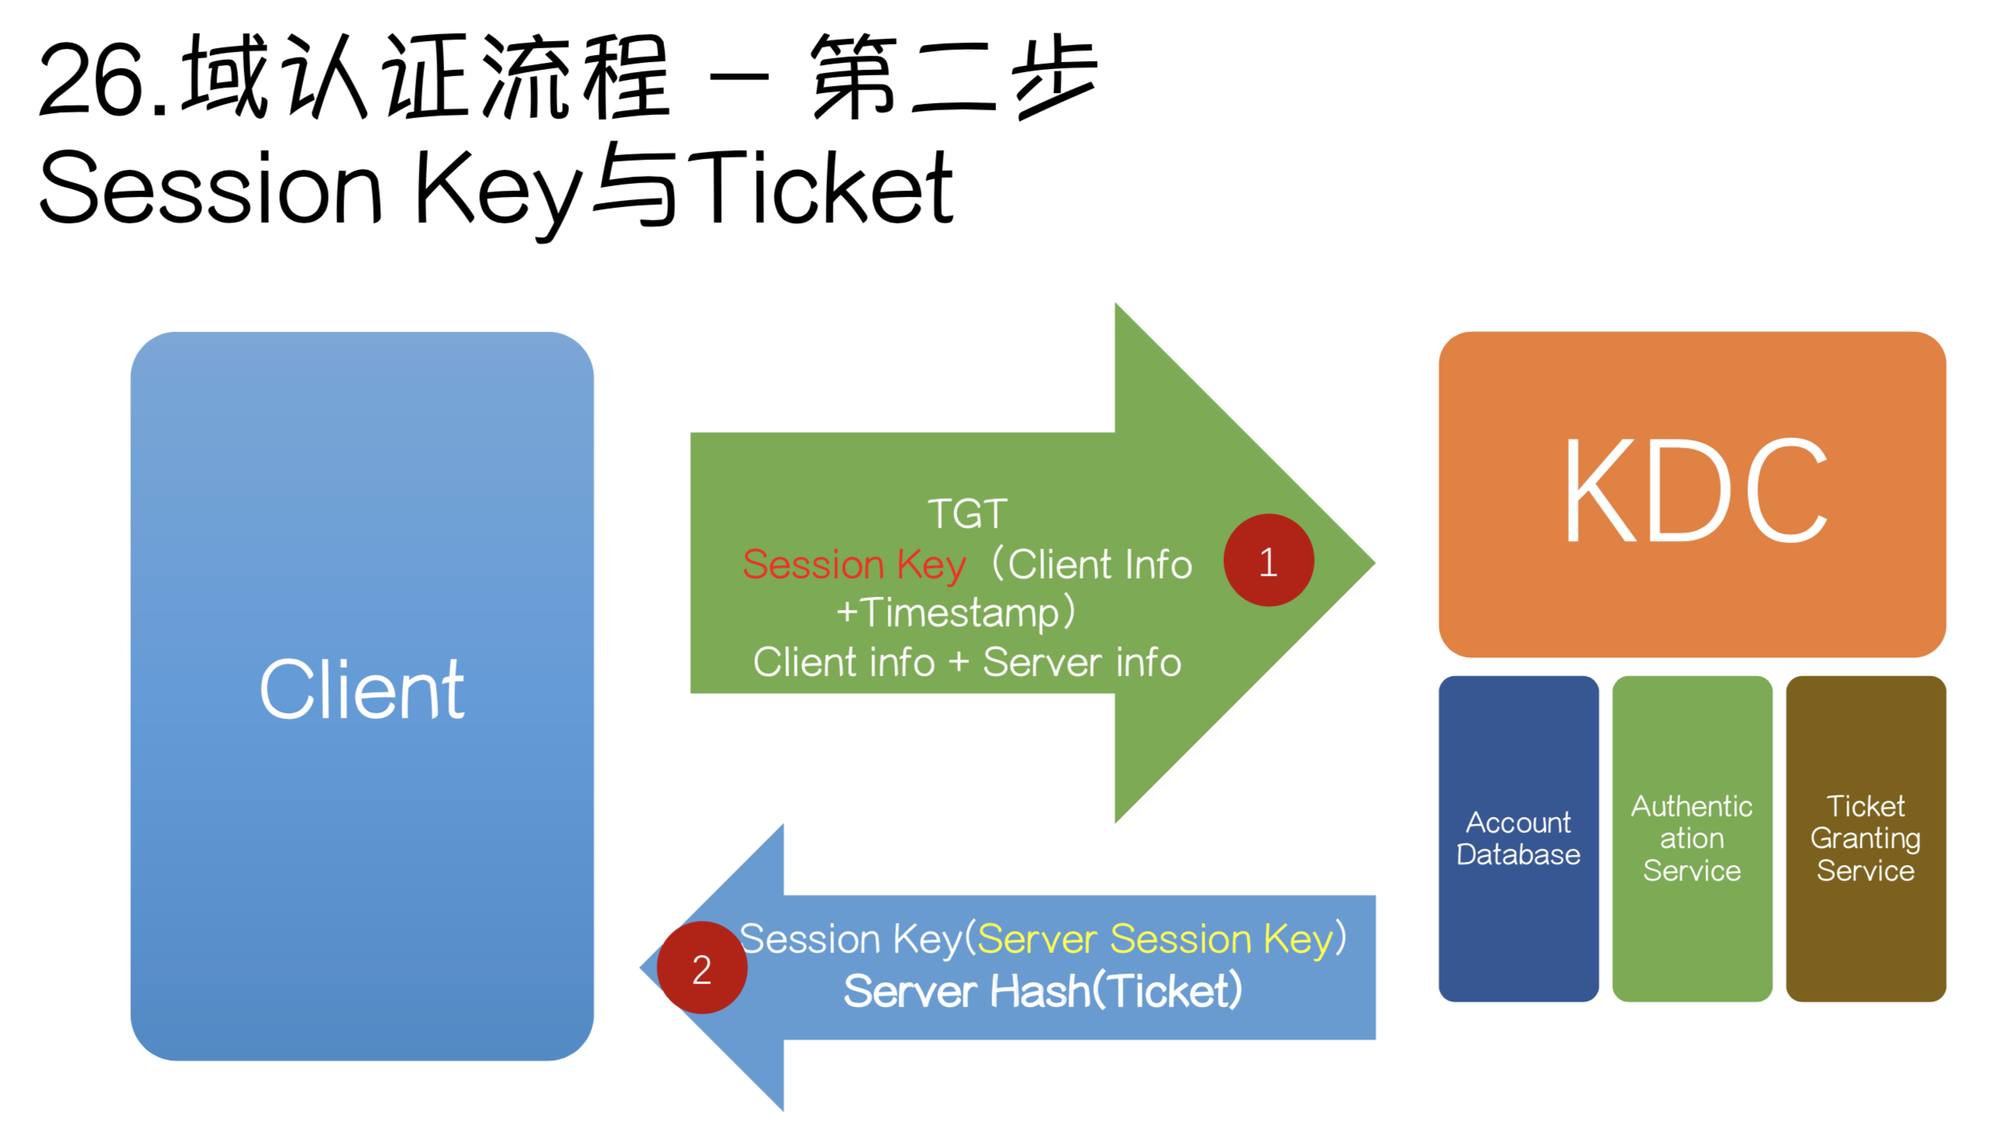 26.域认证流程 – 第二步
Session Key与Ticket
Client
TGT
Session Key（Client Info
+Timestamp）
Client info + Server info
1
KDC
Account
Database
Authentic
ation
Service
Ticket
Granting
Service
2
Session Key(Server Session Key)
Server Hash(Ticket)